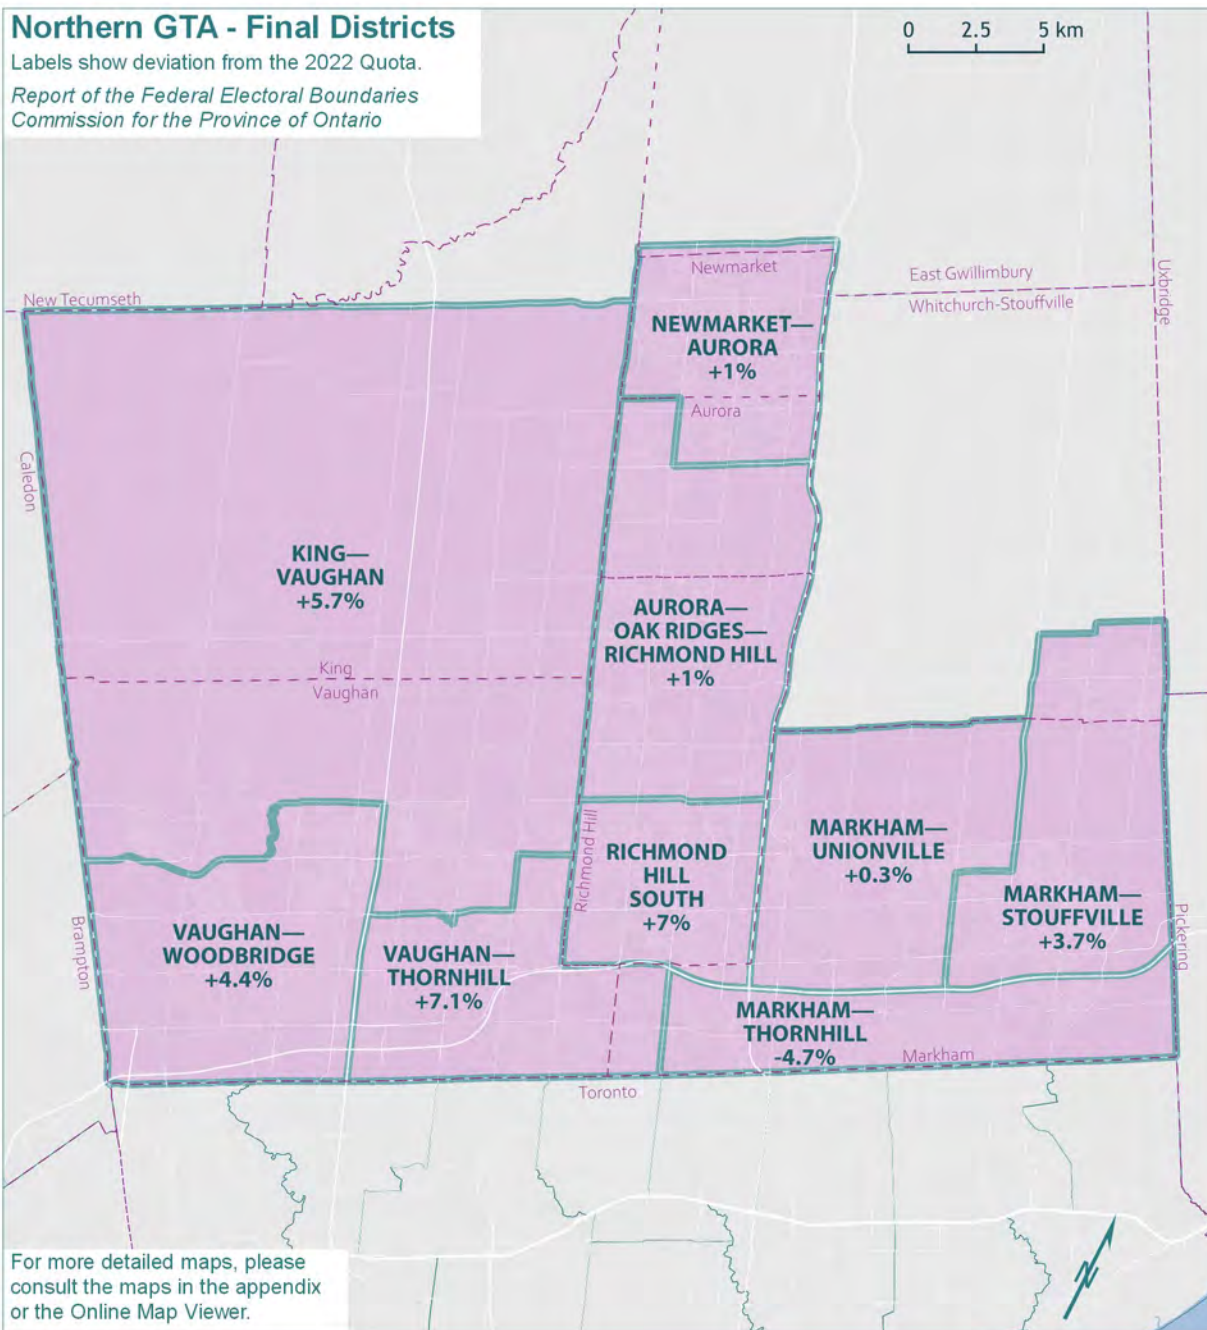 Northern GTA - Final Districts
Labels show deviation from the 2022 Quota.
Report of the Federal Electoral Boundaries
Commission for the Province of Ontario
0 2.5 5 km
Newmarket
East Gwillimbury
Whitchurch-Stouffville
Uxbridge
New Tecumseth
NEWMARKET—
AURORA
+1%
Aurora
Caledon
KING—
VAUGHAN
+5.7%
AURORA—
OAK RIDGES—
RICHMOND HILL
+1%
King
Vaughan
Richmond Hill
RICHMOND
HILL
SOUTH
+7%
MARKHAM—
UNIONVILLE
+0.3%
MARKHAM—
STOUFFVILLE
+3.7%
Pickering
Brampton
VAUGHAN—
WOODBRIDGE
+4.4%
VAUGHAN—
THORNHILL
+7.1%
MARKHAM—
THORNHILL
-4.7%
Markham
Toronto
For more detailed maps, please
consult the maps in the appendix
or the Online Map Viewer.
N